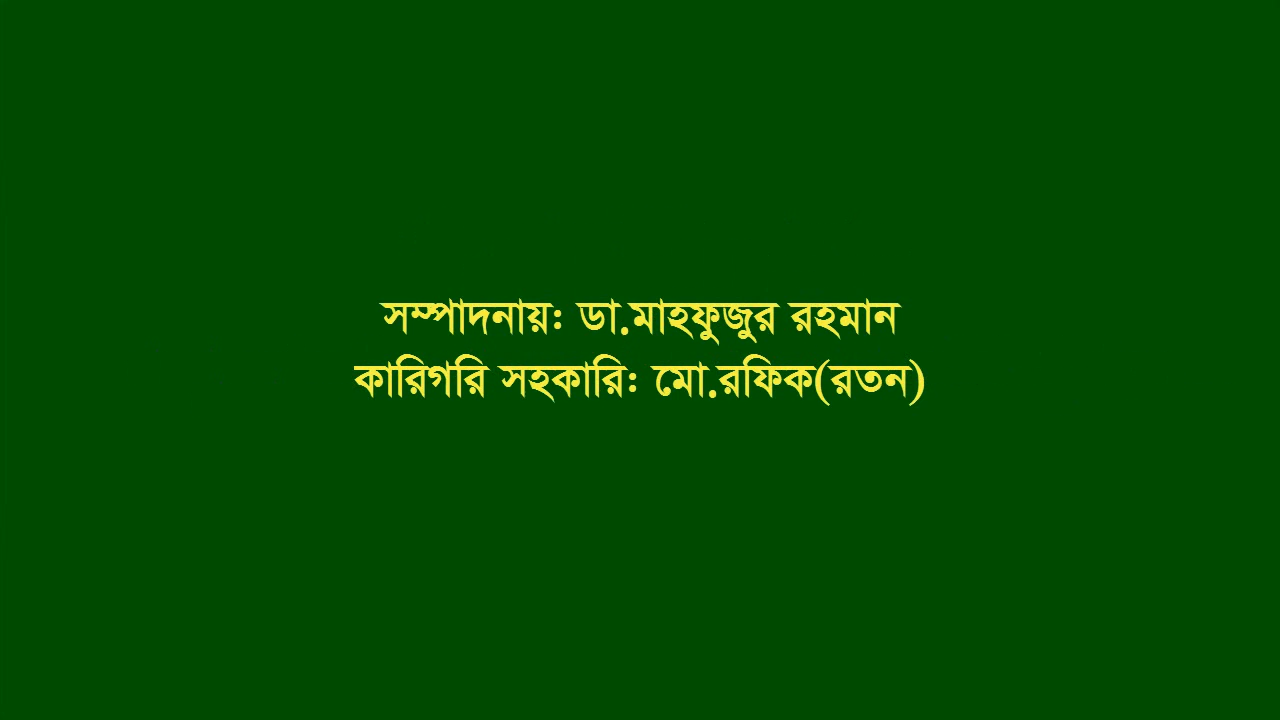 সম্পাদনায়: ডা.মাহফুজুর রহমান
কারিগরি সহকারি: মো.রফিক(রতন)